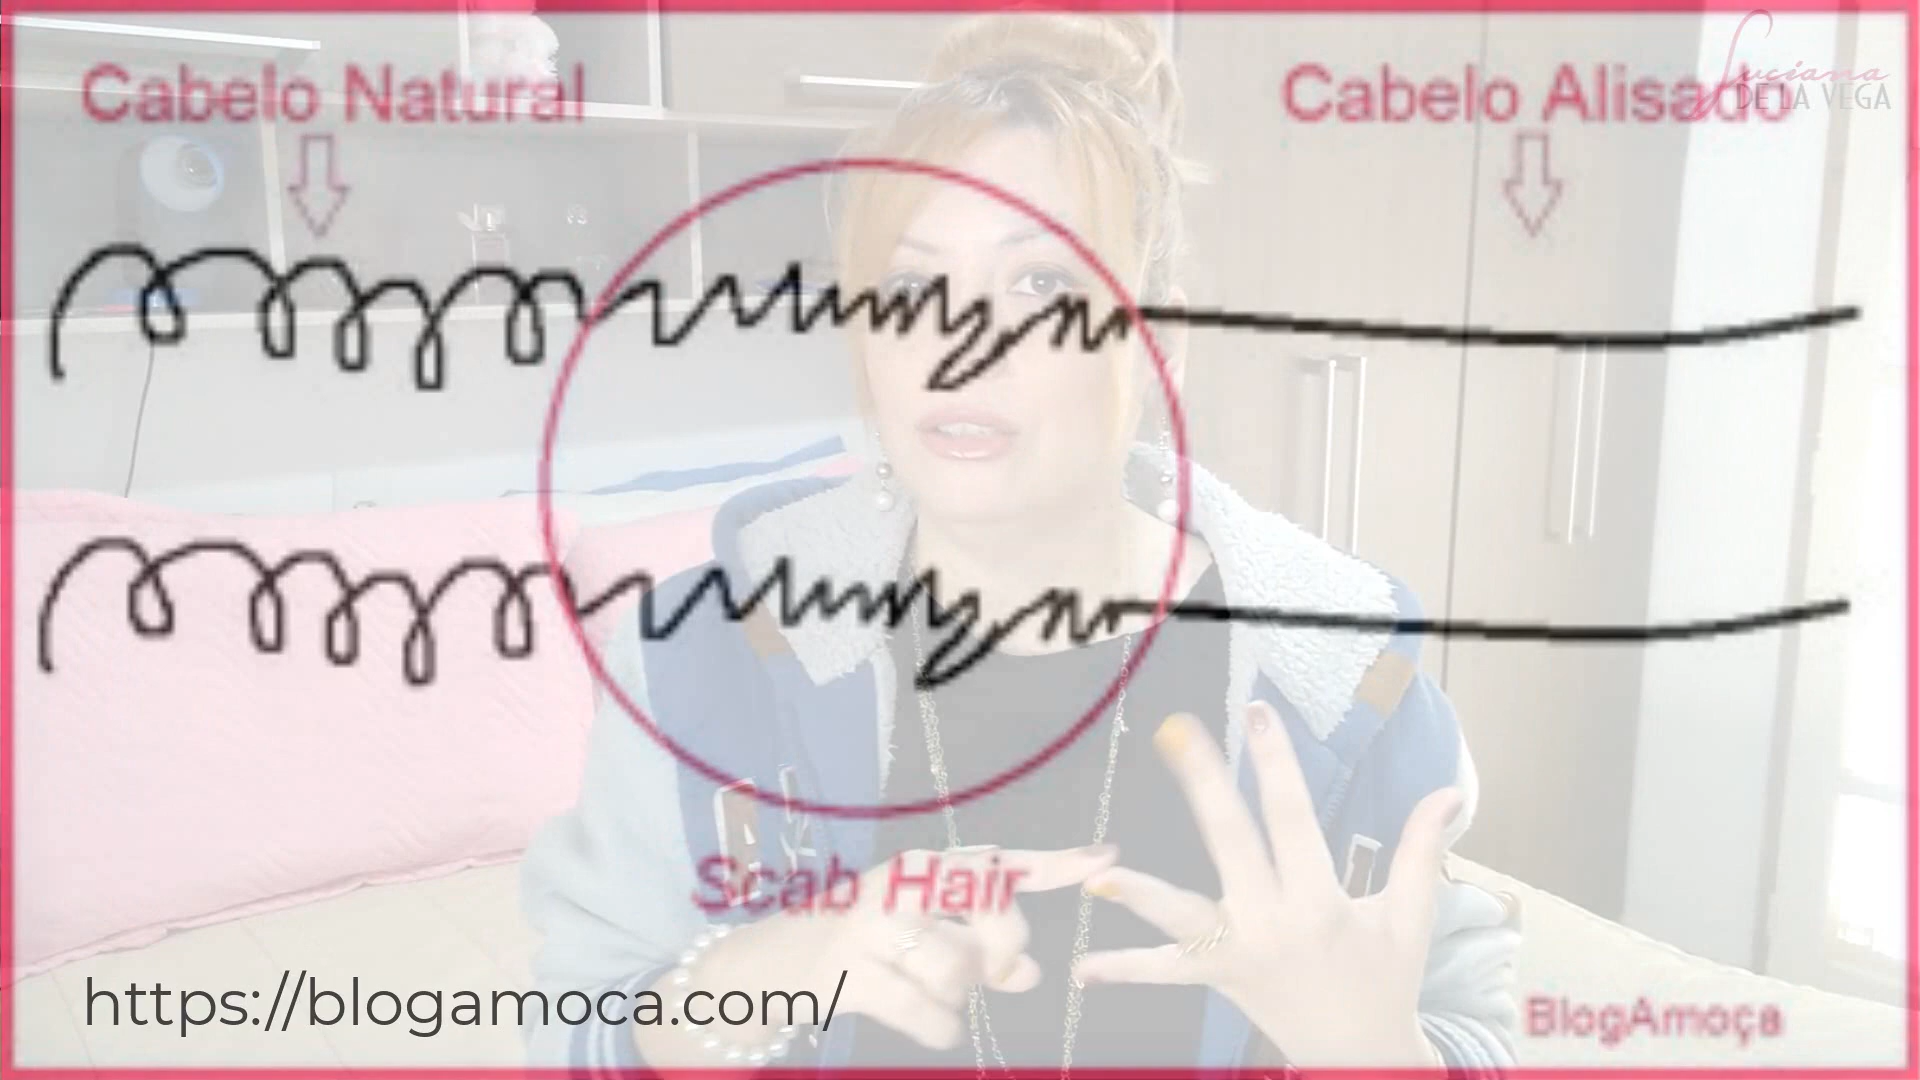 Cabelo Natural
Cabelo Alisado
Luciana
DE LA VEGA
Scab Hair
https://blogamoca.com/
BlogAmoça